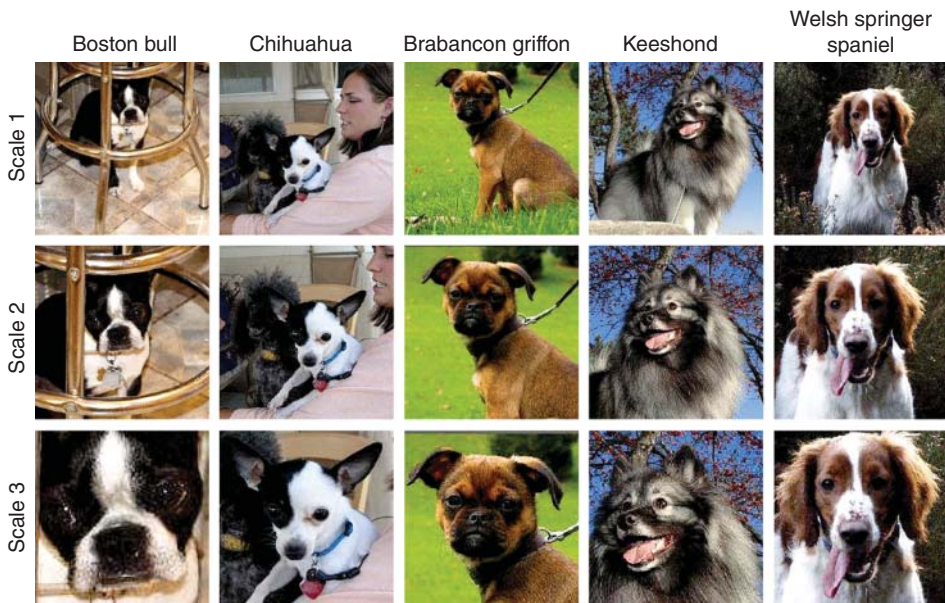 Welsh springer
spaniel
Boston bull
Chihuahua
Brabancon griffon
Keeshond
Scale 1
Scale 2
Scale 3